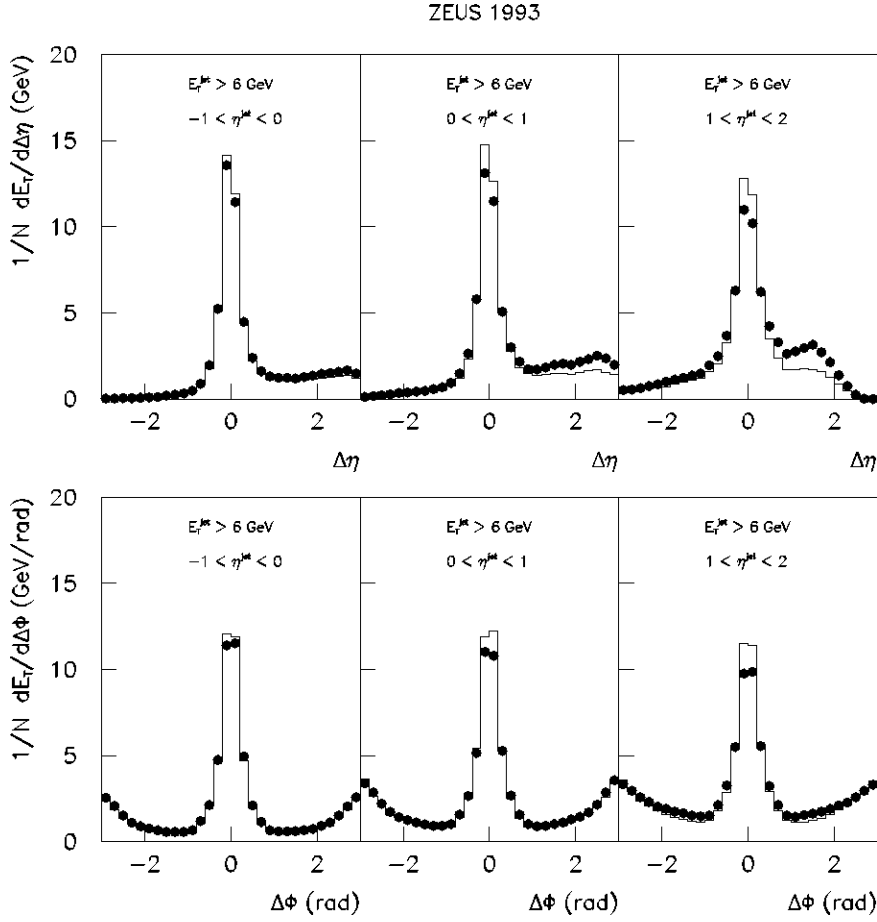 ZEUS 1993
1/N dE_T/dΔη (GeV)
20
15
10
5
0
E_T^jet > 6 GeV
−1 < η^jet < 0
E_T^jet > 6 GeV
0 < η^jet < 1
E_T^jet > 6 GeV
1 < η^jet < 2
−2 0 2
−2 0 2
−2 0 2
Δη
Δη
Δη
1/N dE_T/dΔΦ (GeV/rad)
20
15
10
5
0
E_T^jet > 6 GeV
−1 < η^jet < 0
E_T^jet > 6 GeV
0 < η^jet < 1
E_T^jet > 6 GeV
1 < η^jet < 2
−2 0 2
−2 0 2
−2 0 2
ΔΦ (rad)
ΔΦ (rad)
ΔΦ (rad)